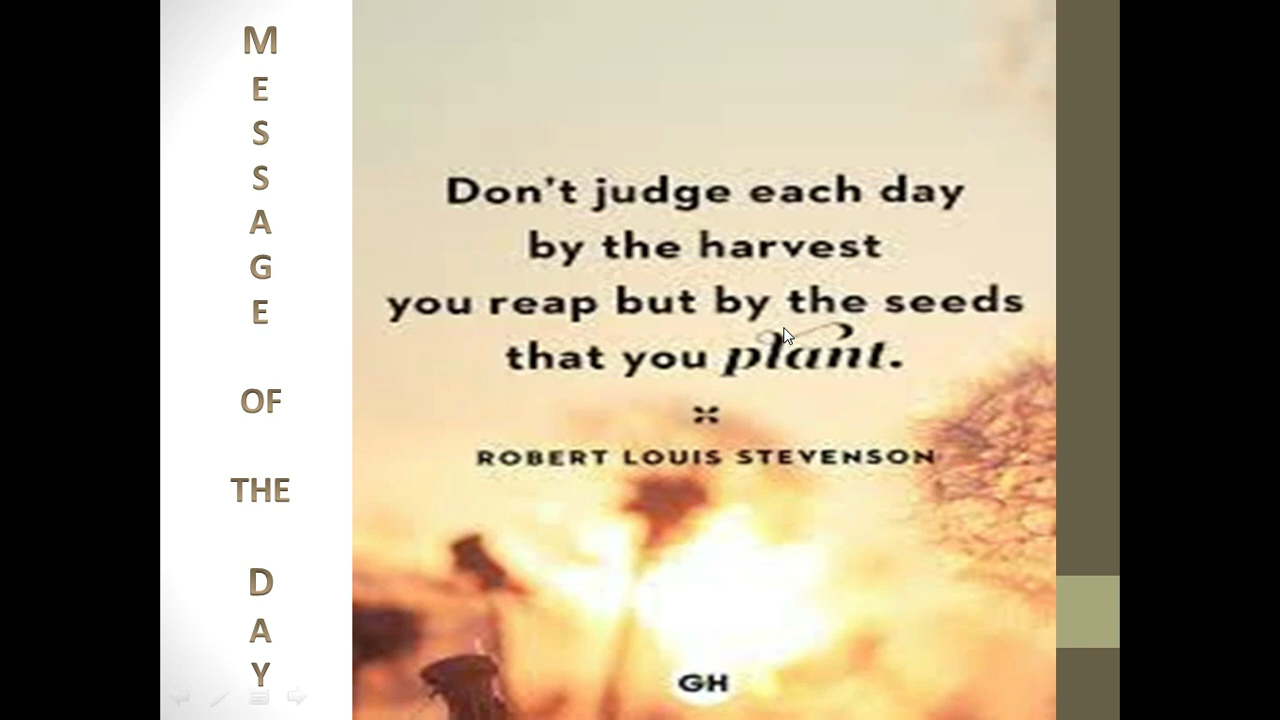 M
E
S
S
A
G
E
OF
THE
D
A
Y
Don't judge each day
by the harvest
you reap but by the seeds
that you plant.
ROBERT LOUIS STEVENSON
GH